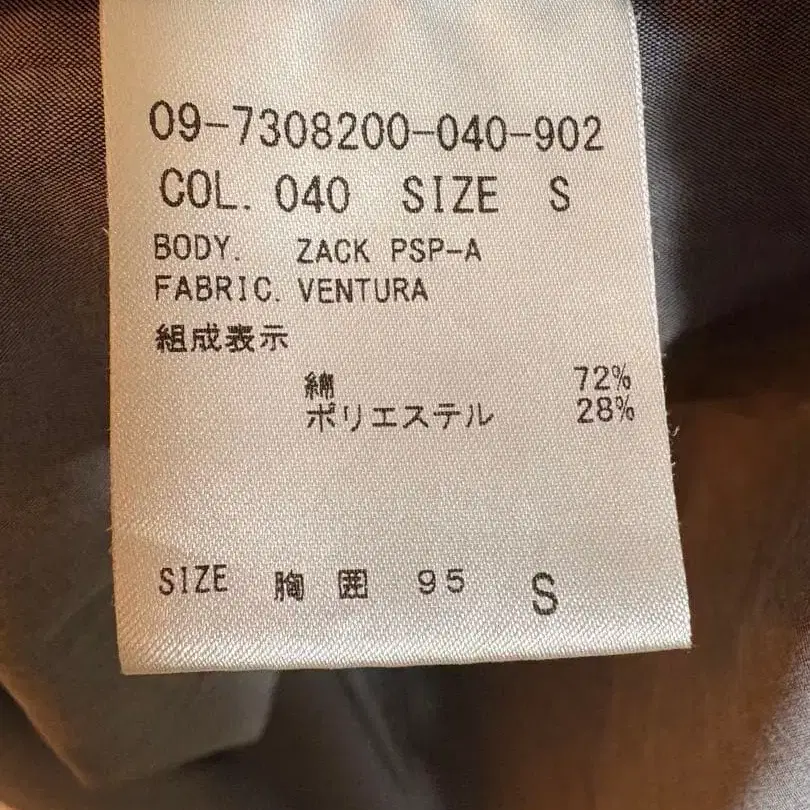 09-7308200-040-902
COL. 040 SIZE S
BODY. ZACK PSP-A
FABRIC. VENTURA
組成表示
綿 72%
ポリエステル 28%
SIZE 胸囲 95 S